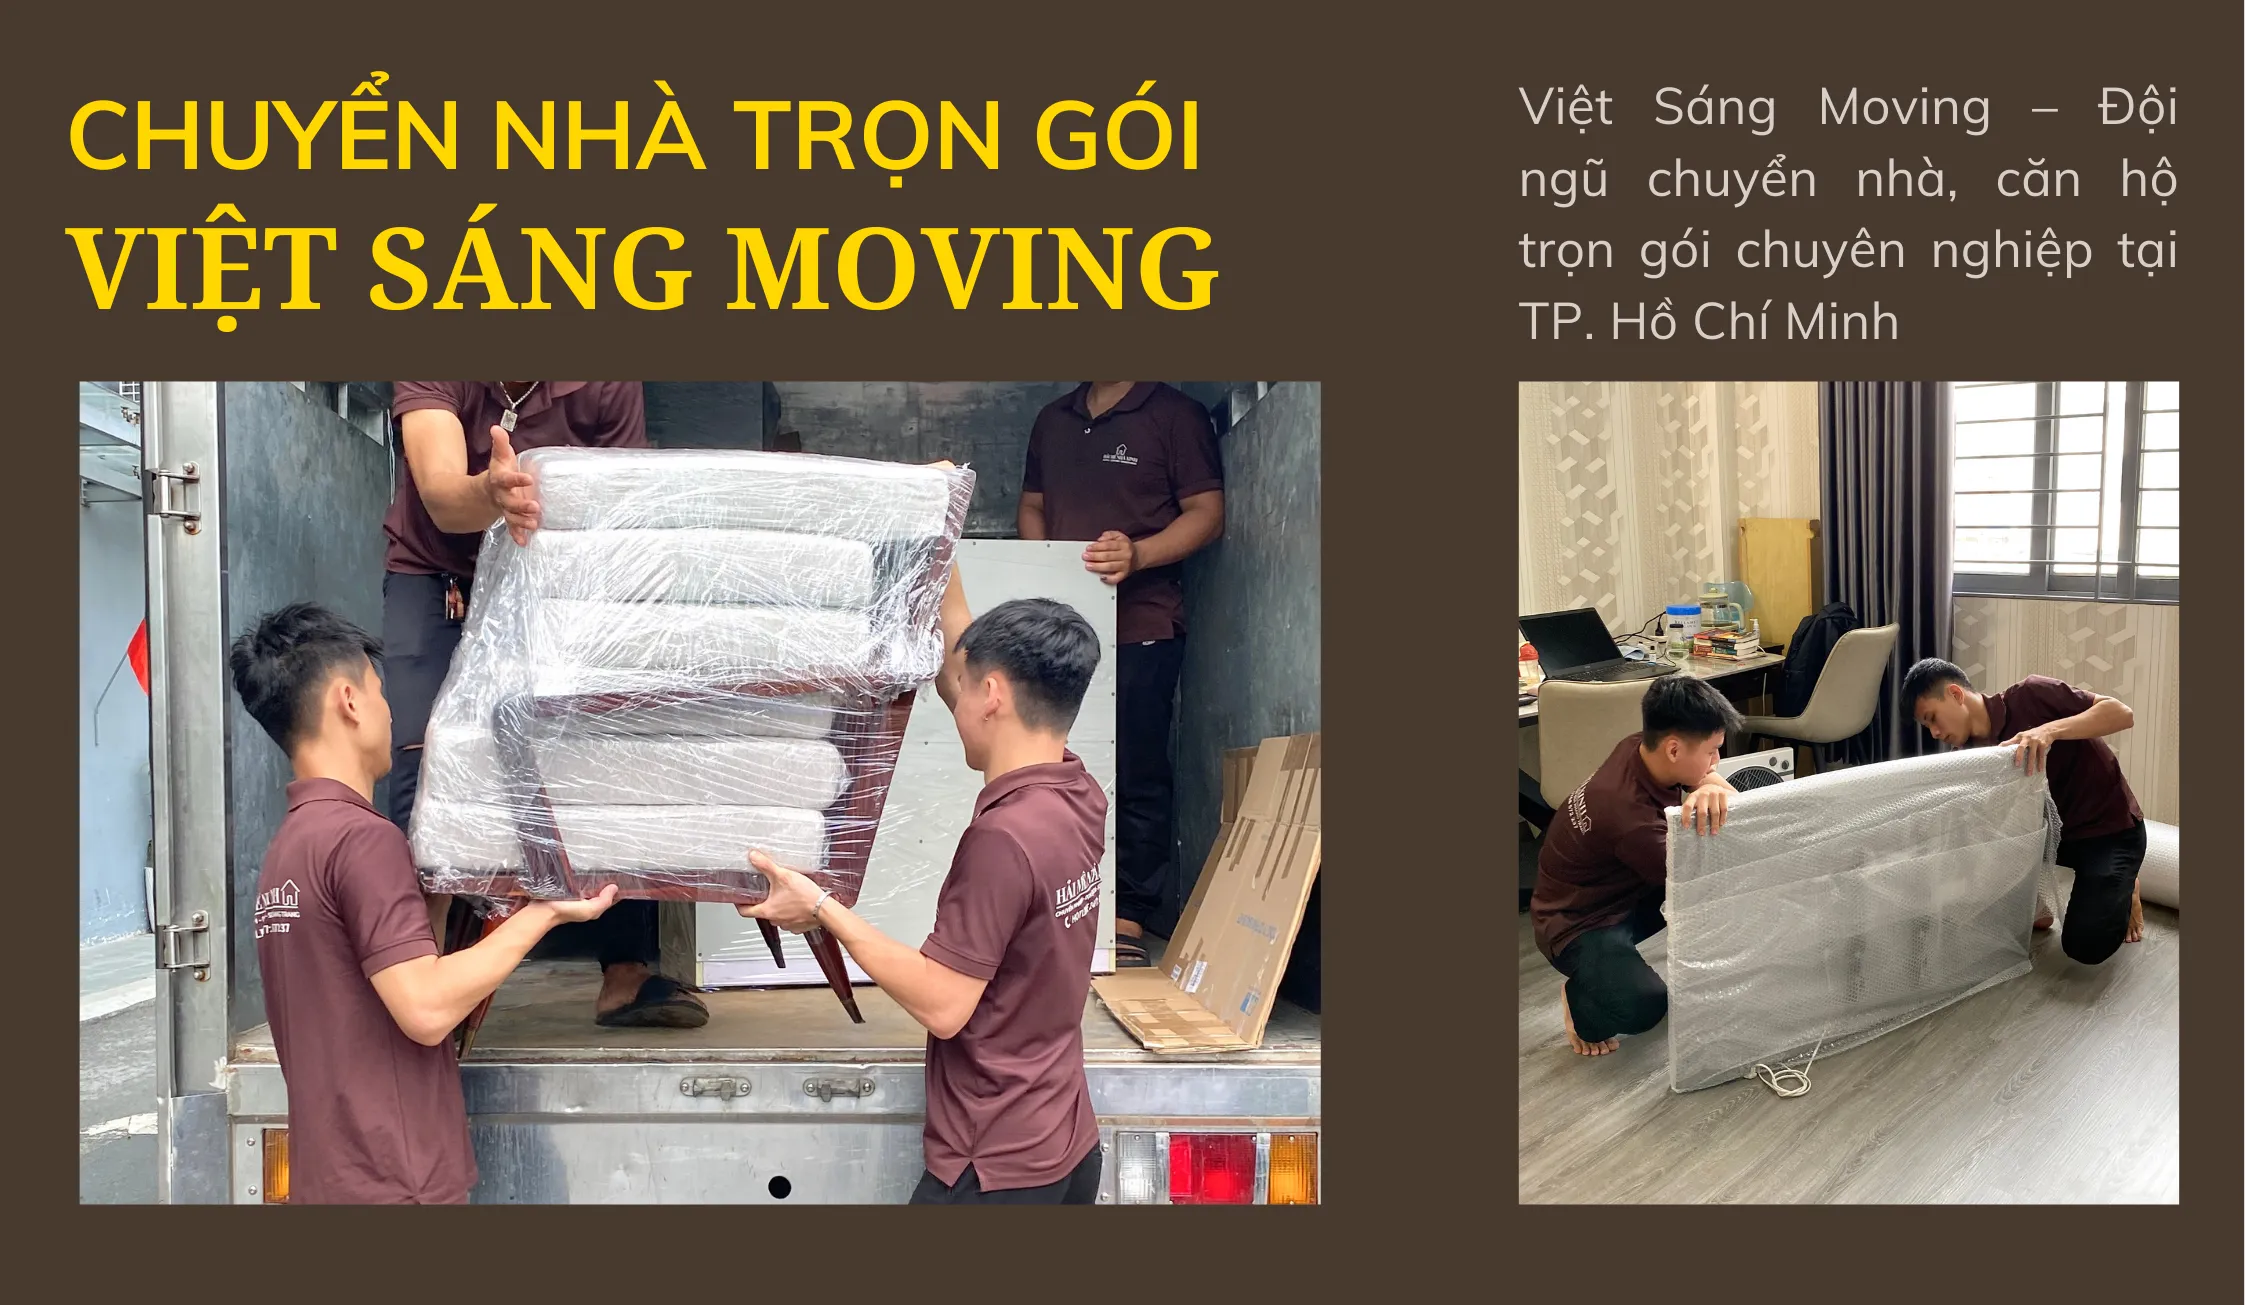 CHUYỂN NHÀ TRỌN GÓI
VIỆT SÁNG MOVING
Việt Sáng Moving – Đội
ngũ chuyển nhà, căn hộ
trọn gói chuyên nghiệp tại
TP. Hồ Chí Minh